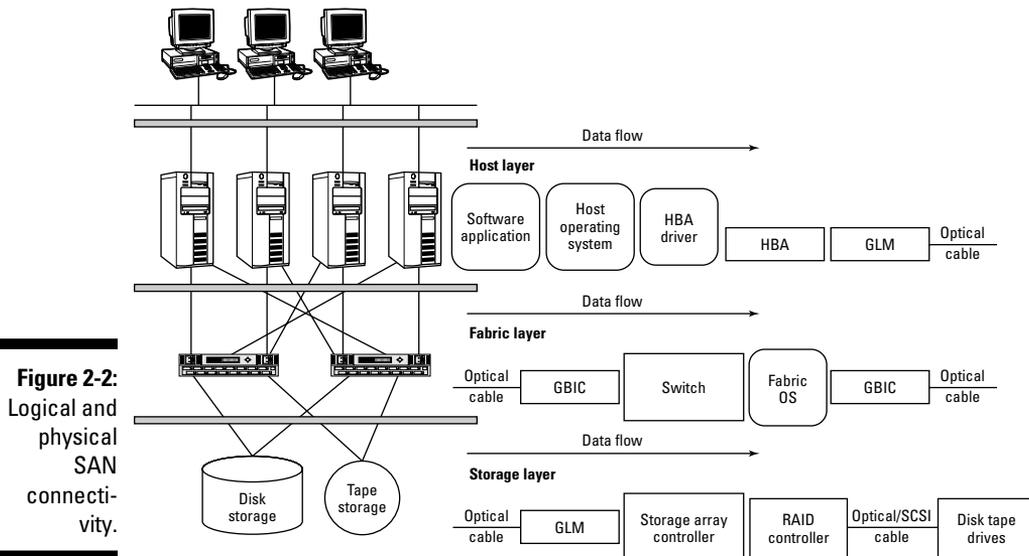 Data flow
Host layer
Software
application
Host
operating
system
HBA
driver
HBA
GLM
Optical
cable
Data flow
Fabric layer
Optical
cable
GBIC
Switch
Fabric
OS
GBIC
Optical
cable
Figure 2-2:
Logical and
physical
SAN
connecti-
vity.
Data flow
Storage layer
Disk
storage
Tape
storage
Optical
cable
GLM
Storage array
controller
RAID
controller
Optical/SCSI
cable
Disk tape
drives